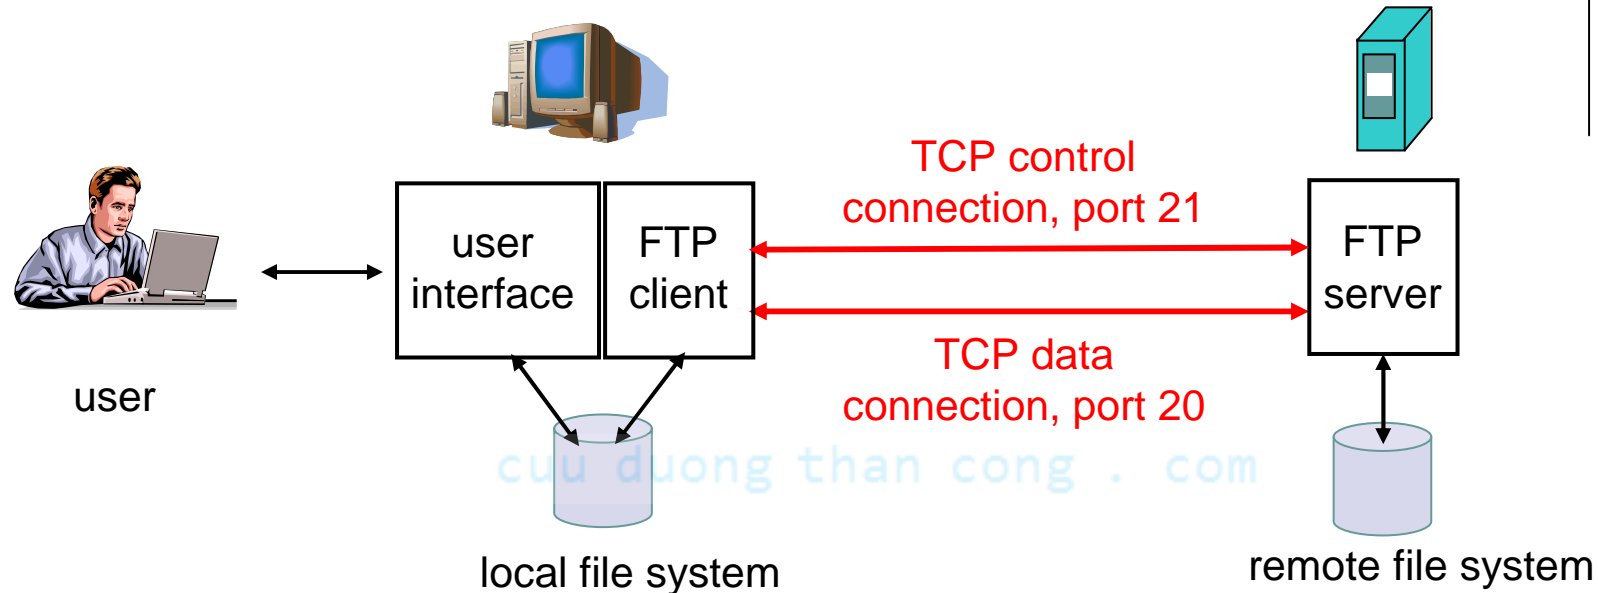 TCP control
connection, port 21
user
interface
FTP
client
FTP
server
TCP data
connection, port 20
user
cuu duong than cong . com
local file system
remote file system